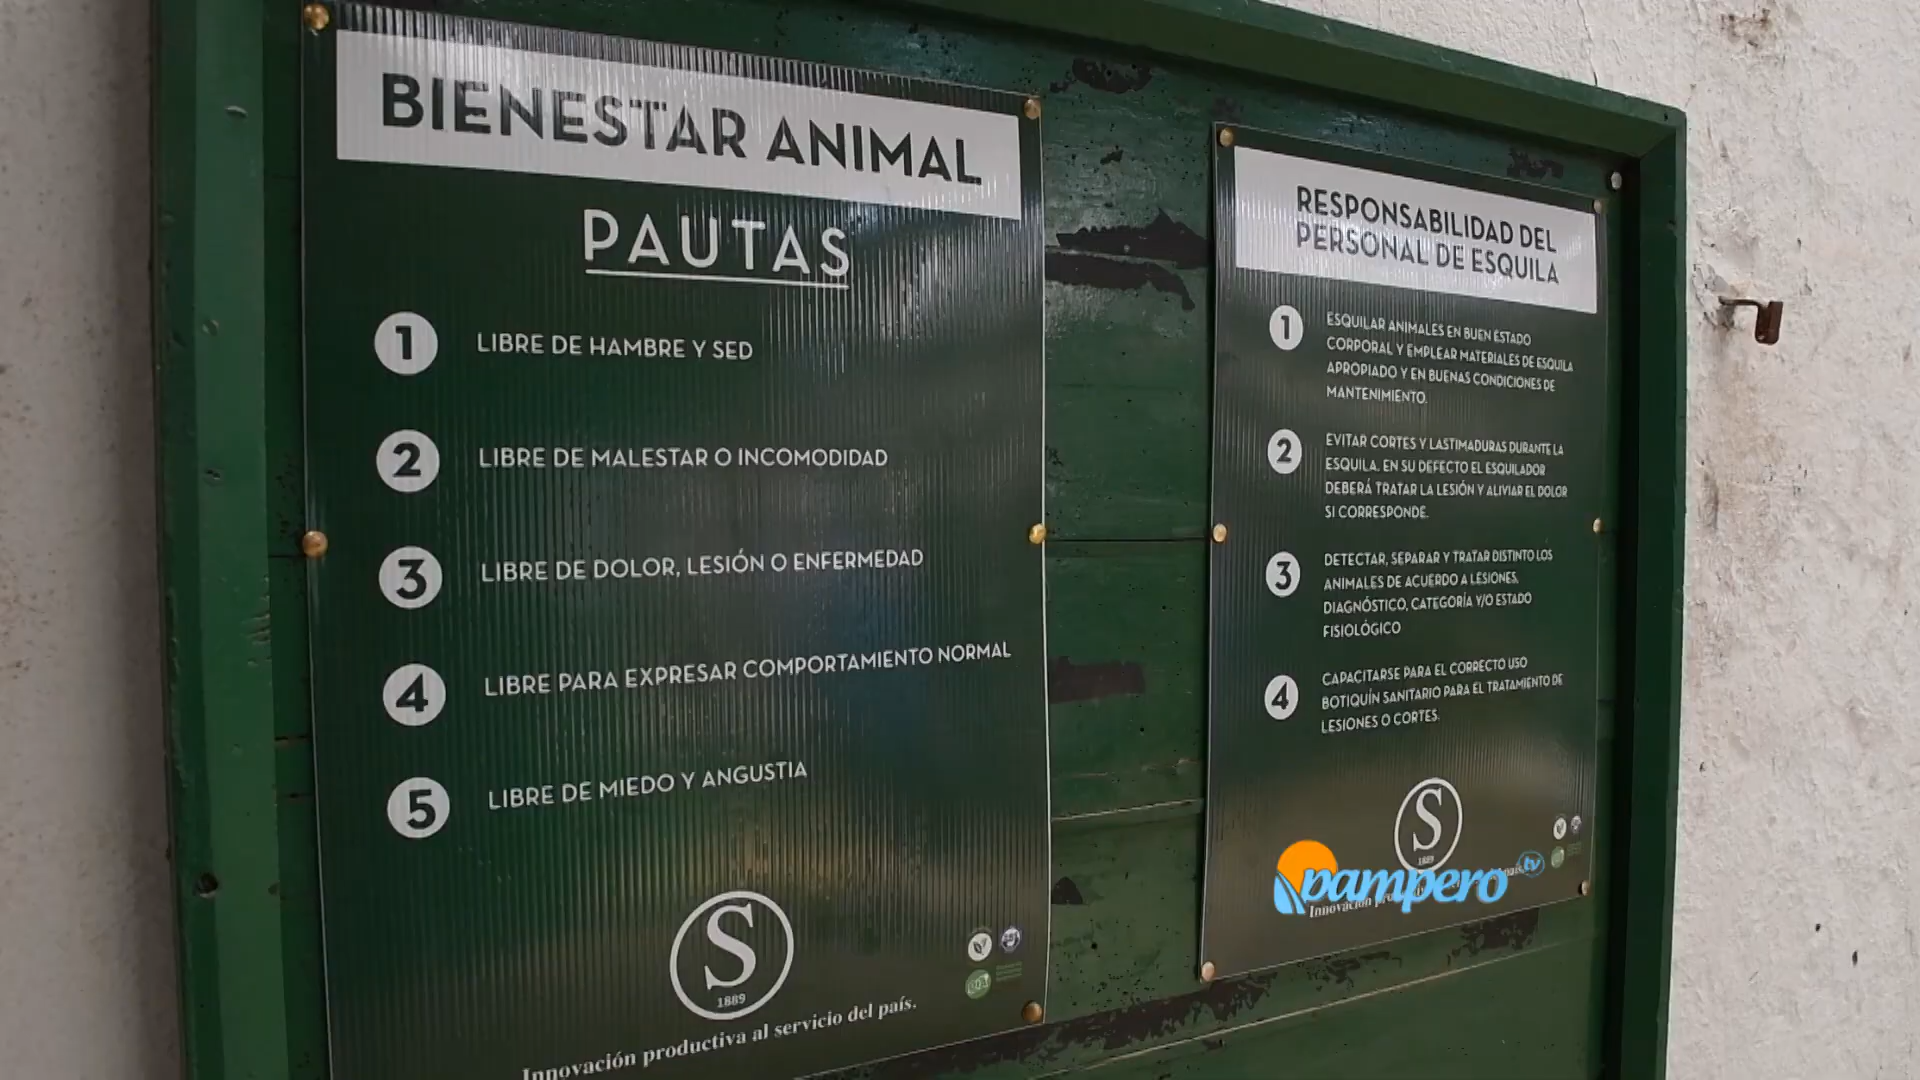 BIENESTAR ANIMAL
PAUTAS
1 LIBRE DE HAMBRE Y SED
2 LIBRE DE MALESTAR O INCOMODIDAD
3 LIBRE DE DOLOR, LESIÓN O ENFERMEDAD
4 LIBRE PARA EXPRESAR COMPORTAMIENTO NORMAL
5 LIBRE DE MIEDO Y ANGUSTIA
S
1889
Innovación productiva al servicio del país.
RESPONSABILIDAD DEL
PERSONAL DE ESQUILA
1 ESQUILAR ANIMALES EN BUEN ESTADO
CORPORAL Y EMPLEAR MATERIALES DE ESQUILA
APROPIADO Y EN BUENAS CONDICIONES DE
MANTENIMIENTO.
2 EVITAR CORTES Y LASTIMADURAS DURANTE LA
ESQUILA. EN SU DEFECTO EL ESQUILADOR
DEBERÁ TRATAR LA LESIÓN Y ALIVIAR EL DOLOR
SI CORRESPONDE.
3 DETECTAR, SEPARAR Y TRATAR DISTINTO LOS
ANIMALES DE ACUERDO A LESIONES,
DIAGNÓSTICO, CATEGORÍA Y/O ESTADO
FISIOLÓGICO
4 CAPACITARSE PARA EL CORRECTO USO
BOTIQUÍN SANITARIO PARA EL TRATAMIENTO DE
LESIONES O CORTES.
S
1889
Innovación
pampero tv